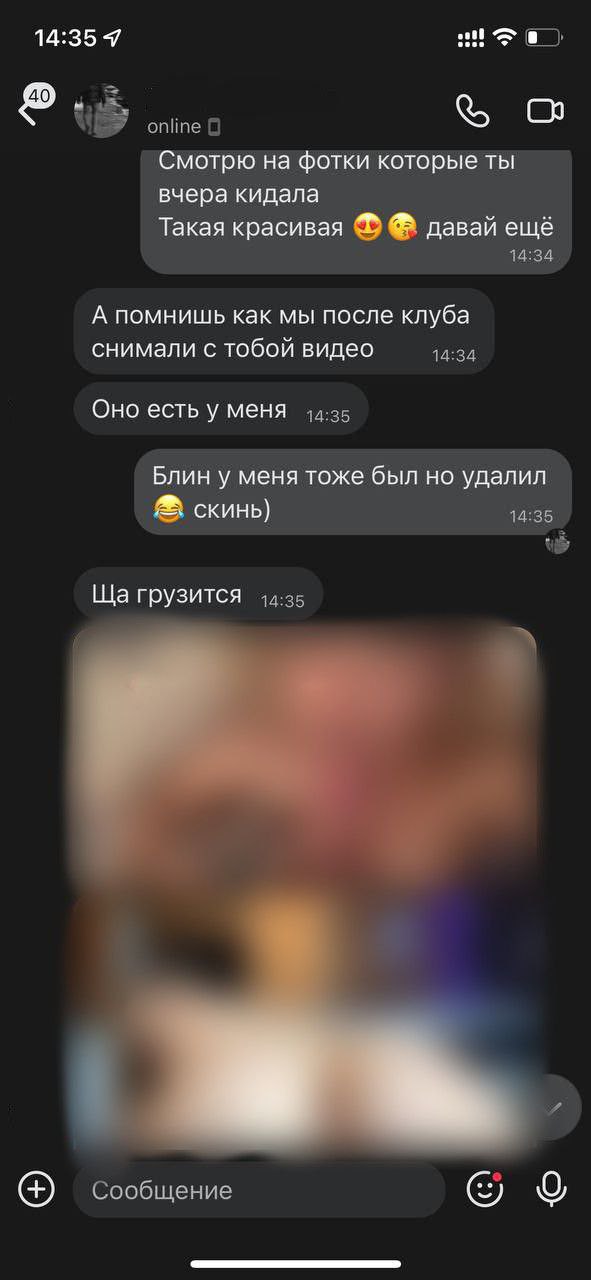 14:35
40
online
Смотрю на фотки которые ты
вчера кидала
Такая красивая 😍😘 давай ещё
14:34
А помнишь как мы после клуба
снимали с тобой видео
14:34
Оно есть у меня
14:35
Блин у меня тоже был но удалил
😂 скинь)
14:35
Ща грузится
14:35
Сообщение